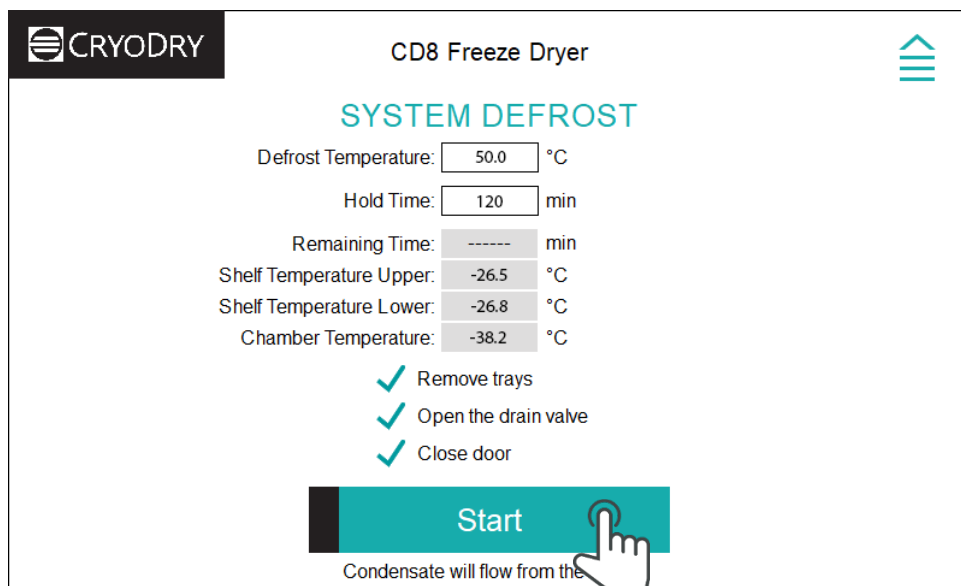 CRYODRY
CD8 Freeze Dryer
SYSTEM DEFROST
Defrost Temperature: 50.0 °C
Hold Time: 120 min
Remaining Time: ------ min
Shelf Temperature Upper: -26.5 °C
Shelf Temperature Lower: -26.8 °C
Chamber Temperature: -38.2 °C
Remove trays
Open the drain valve
Close door
Start
Condensate will flow from the